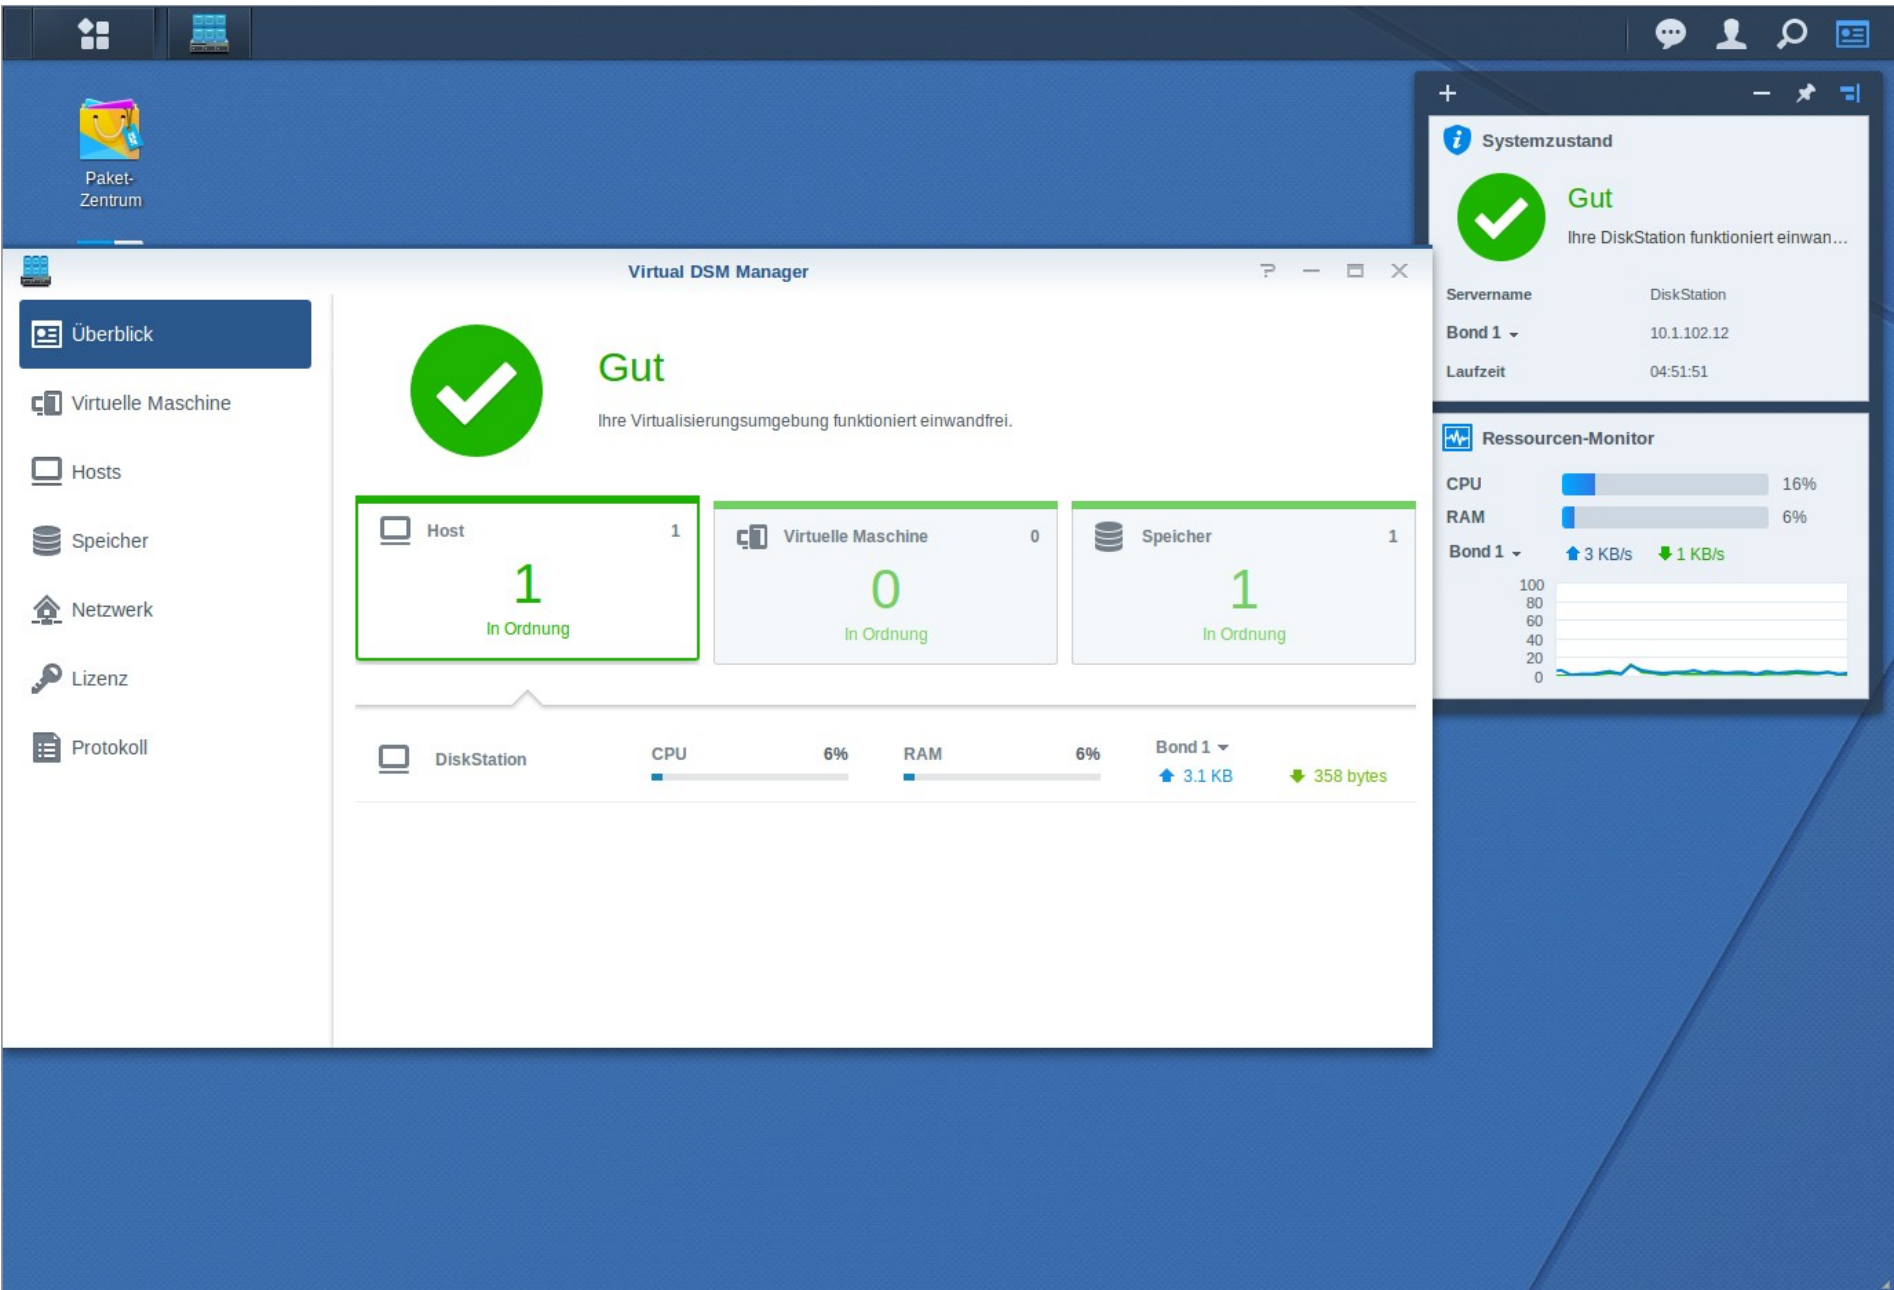 Paket-
Zentrum
Virtual DSM Manager
Überblick
Virtuelle Maschine
Hosts
Speicher
Netzwerk
Lizenz
Protokoll
Gut
Ihre Virtualisierungsumgebung funktioniert einwandfrei.
Host 1
1
In Ordnung
Virtuelle Maschine 0
0
In Ordnung
Speicher 1
1
In Ordnung
DiskStation
CPU 6%
RAM 6%
Bond 1
3.1 KB 358 bytes
Systemzustand
Gut
Ihre DiskStation funktioniert einwan...
Servername DiskStation
Bond 1 10.1.102.12
Laufzeit 04:51:51
Ressourcen-Monitor
CPU 16%
RAM 6%
Bond 1 3 KB/s 1 KB/s
100
80
60
40
20
0